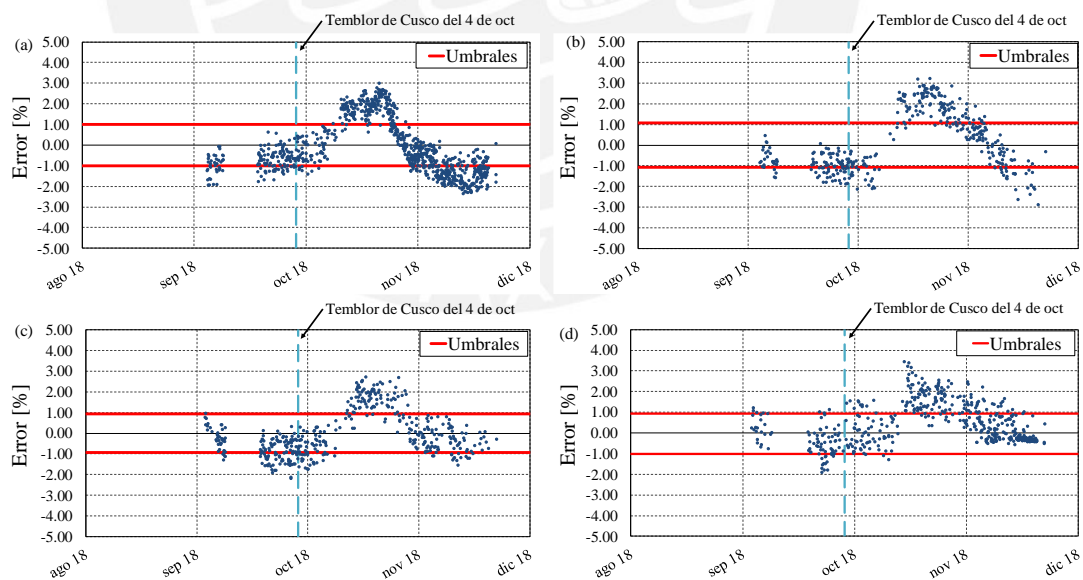 Temblor de Cusco del 4 de oct
(a)
Umbrales
5.00
4.00
3.00
2.00
1.00
0.00
-1.00
-2.00
-3.00
-4.00
-5.00
Error [%]
ago 18
sep 18
oct 18
nov 18
dic 18
Temblor de Cusco del 4 de oct
(b)
Umbrales
5.00
4.00
3.00
2.00
1.00
0.00
-1.00
-2.00
-3.00
-4.00
-5.00
Error [%]
ago 18
sep 18
oct 18
nov 18
dic 18
Temblor de Cusco del 4 de oct
(c)
Umbrales
5.00
4.00
3.00
2.00
1.00
0.00
-1.00
-2.00
-3.00
-4.00
-5.00
Error [%]
ago 18
sep 18
oct 18
nov 18
dic 18
Temblor de Cusco del 4 de oct
(d)
Umbrales
5.00
4.00
3.00
2.00
1.00
0.00
-1.00
-2.00
-3.00
-4.00
-5.00
Error [%]
ago 18
sep 18
oct 18
nov 18
dic 18